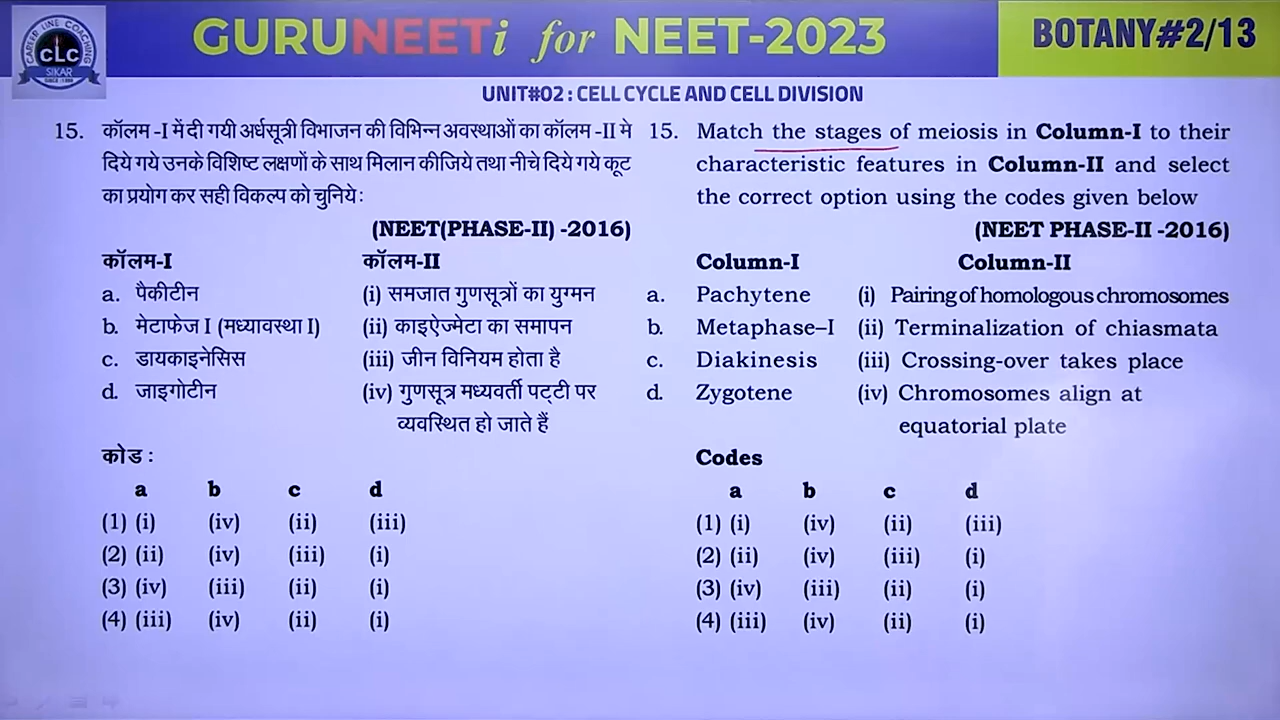 CAREER LINE COACHING
CLC
SIKAR
SINCE : 1996
GURUNEETi for NEET-2023
BOTANY#2/13
UNIT#02 : CELL CYCLE AND CELL DIVISION
15. कॉलम -I में दी गयी अर्धसूत्री विभाजन की विभिन्न अवस्थाओं का कॉलम -II मे
दिये गये उनके विशिष्ट लक्षणों के साथ मिलान कीजिये तथा नीचे दिये गये कूट
का प्रयोग कर सही विकल्प को चुनिये :
(NEET(PHASE-II) -2016)
कॉलम-I कॉलम-II
a. पैकीटीन (i) समजात गुणसूत्रों का युग्मन
b. मेटाफेज I (मध्यावस्था I) (ii) काइऐज्मेटा का समापन
c. डायकाइनेसिस (iii) जीन विनियम होता है
d. जाइगोटीन (iv) गुणसूत्र मध्यवर्ती पट्टी पर
व्यवस्थित हो जाते हैं
कोड :
a b c d
(1) (i) (iv) (ii) (iii)
(2) (ii) (iv) (iii) (i)
(3) (iv) (iii) (ii) (i)
(4) (iii) (iv) (ii) (i)
15. Match the stages of meiosis in Column-I to their
characteristic features in Column-II and select
the correct option using the codes given below
(NEET PHASE-II -2016)
Column-I Column-II
a. Pachytene (i) Pairing of homologous chromosomes
b. Metaphase–I (ii) Terminalization of chiasmata
c. Diakinesis (iii) Crossing-over takes place
d. Zygotene (iv) Chromosomes align at
equatorial plate
Codes
a b c d
(1) (i) (iv) (ii) (iii)
(2) (ii) (iv) (iii) (i)
(3) (iv) (iii) (ii) (i)
(4) (iii) (iv) (ii) (i)